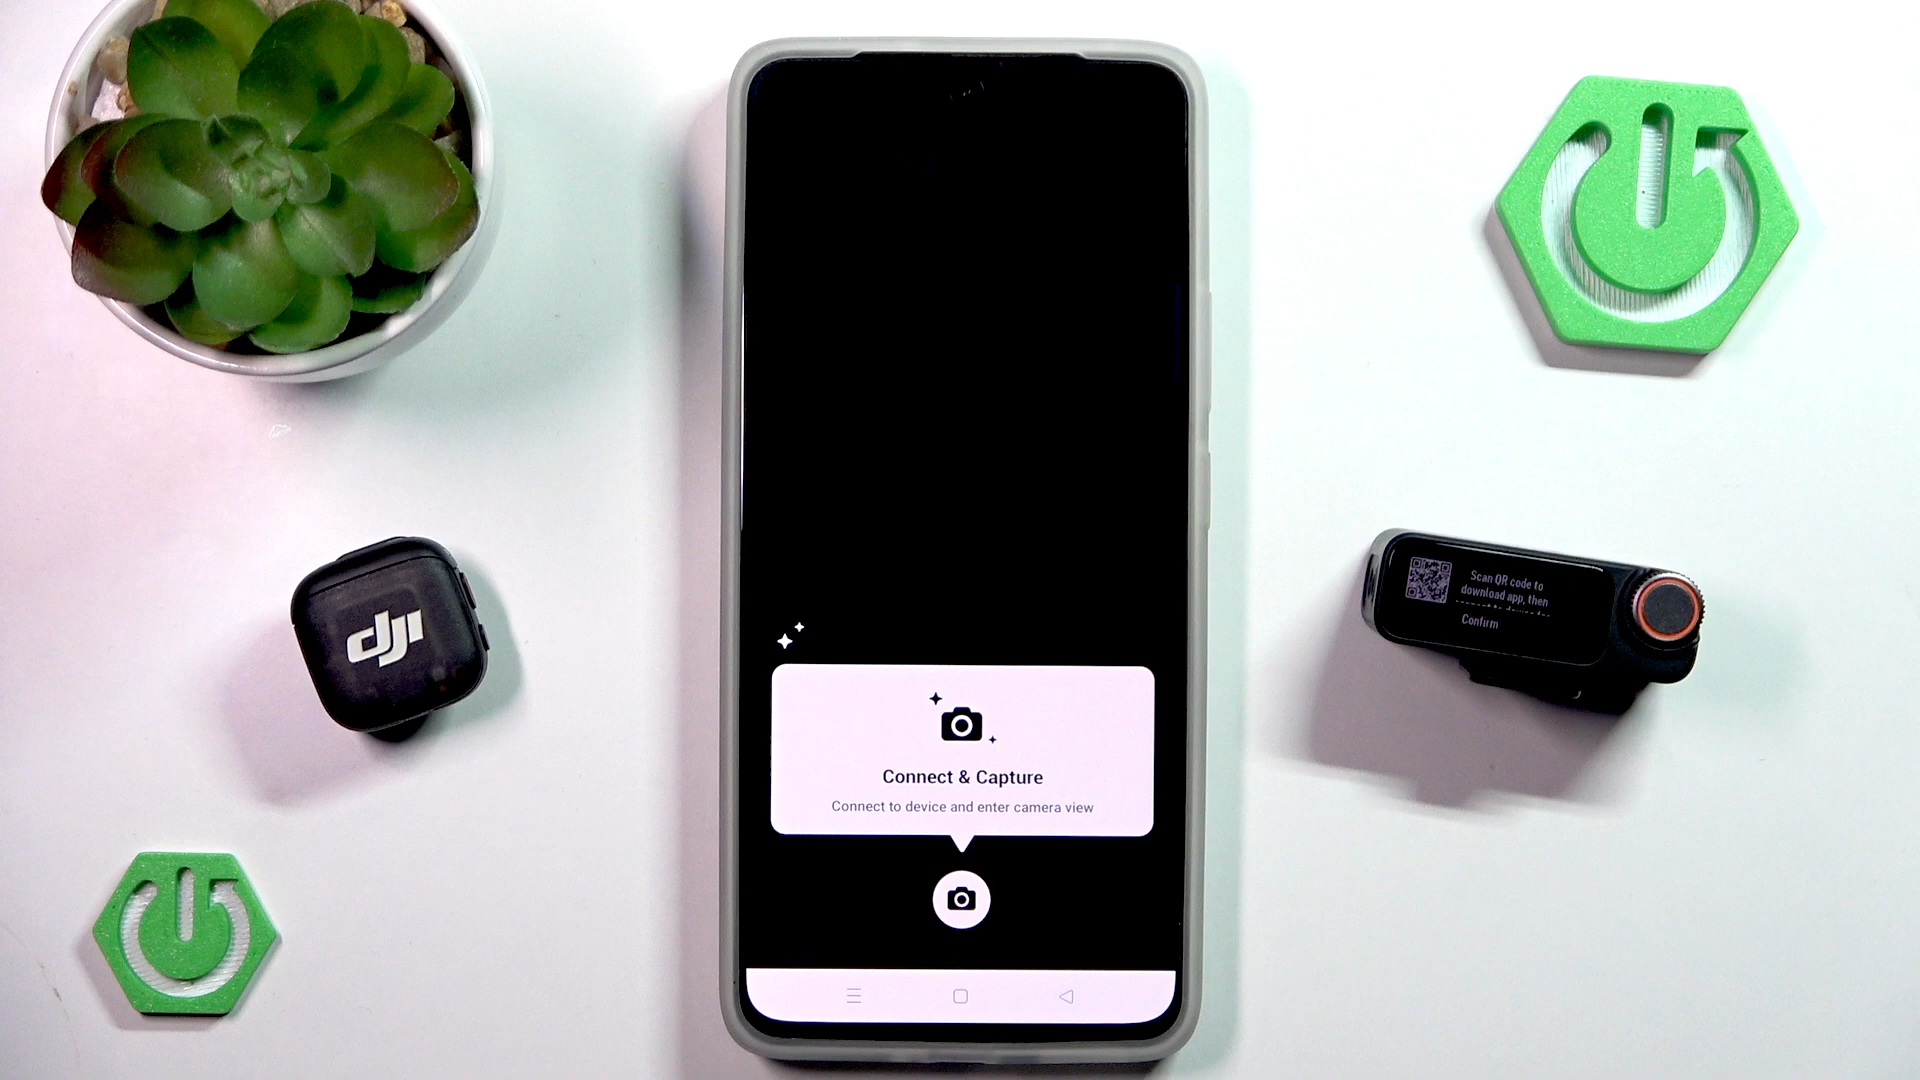 dji
Connect & Capture
Connect to device and enter camera view
Scan QR code to
download app, then
Confirm